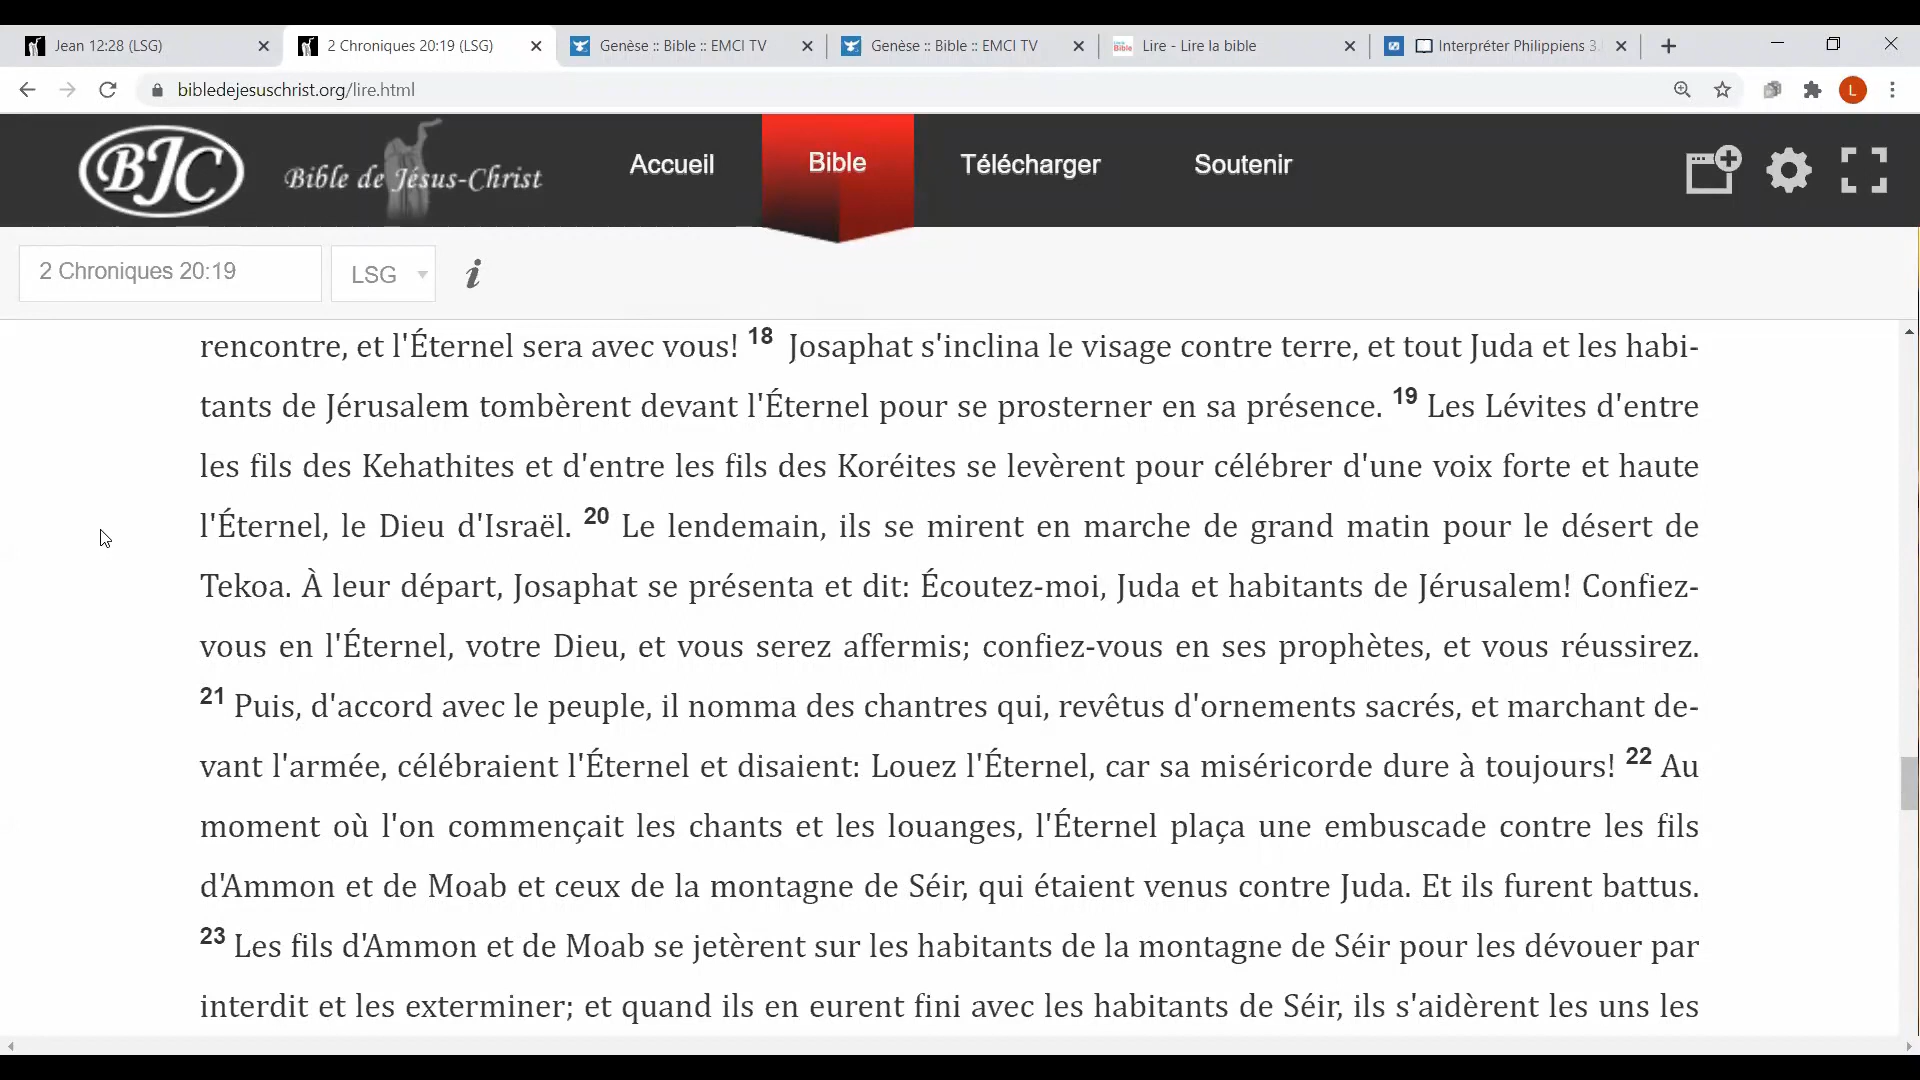 Jean 12:28 (LSG)
2 Chroniques 20:19 (LSG)
Genèse :: Bible :: EMCI TV
Genèse :: Bible :: EMCI TV
Lire - Lire la bible
Interpréter Philippiens 3.
bibledejesuschrist.org/lire.html
L
BJC
Bible de Jésus-Christ
Accueil
Bible
Télécharger
Soutenir
2 Chroniques 20:19
LSG
i
rencontre, et l'Éternel sera avec vous! 18 Josaphat s'inclina le visage contre terre, et tout Juda et les habi-
tants de Jérusalem tombèrent devant l'Éternel pour se prosterner en sa présence. 19 Les Lévites d'entre
les fils des Kehathites et d'entre les fils des Koréites se levèrent pour célébrer d'une voix forte et haute
l'Éternel, le Dieu d'Israël. 20 Le lendemain, ils se mirent en marche de grand matin pour le désert de
Tekoa. À leur départ, Josaphat se présenta et dit: Écoutez-moi, Juda et habitants de Jérusalem! Confiez-
vous en l'Éternel, votre Dieu, et vous serez affermis; confiez-vous en ses prophètes, et vous réussirez.
21 Puis, d'accord avec le peuple, il nomma des chantres qui, revêtus d'ornements sacrés, et marchant de-
vant l'armée, célébraient l'Éternel et disaient: Louez l'Éternel, car sa miséricorde dure à toujours! 22 Au
moment où l'on commençait les chants et les louanges, l'Éternel plaça une embuscade contre les fils
d'Ammon et de Moab et ceux de la montagne de Séir, qui étaient venus contre Juda. Et ils furent battus.
23 Les fils d'Ammon et de Moab se jetèrent sur les habitants de la montagne de Séir pour les dévouer par
interdit et les exterminer; et quand ils en eurent fini avec les habitants de Séir, ils s'aidèrent les uns les